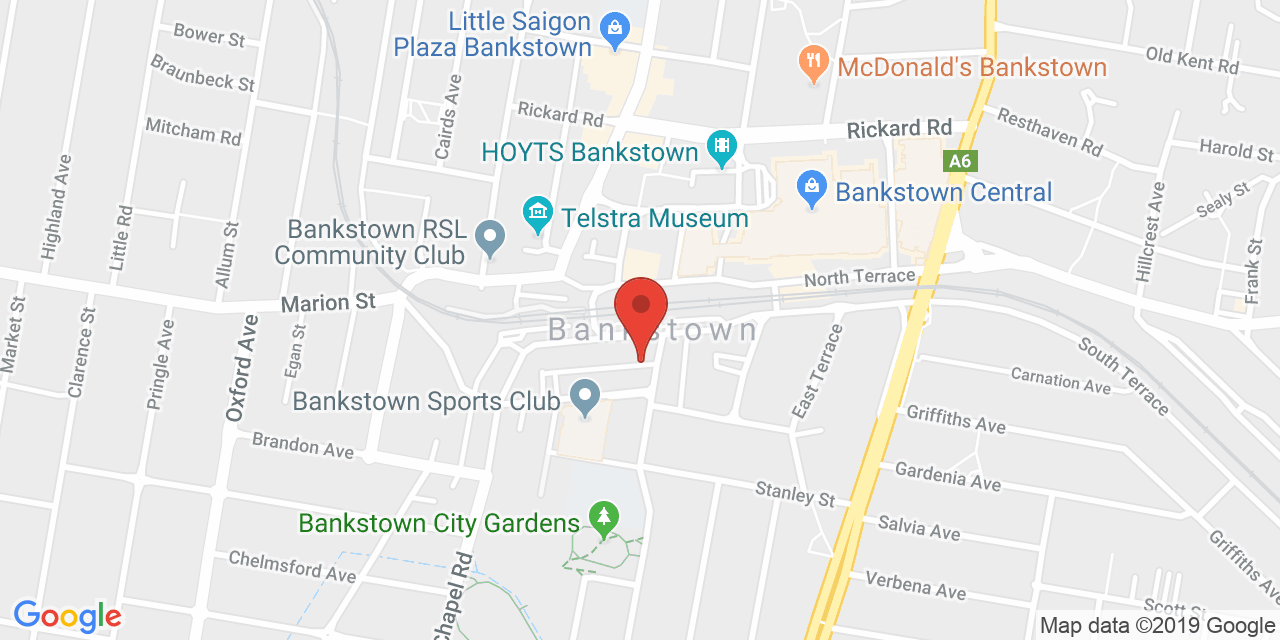 Little Saigon
Plaza Bankstown
Bower St
Braunbeck St
Mitcham Rd
Cairds Ave
Rickard Rd
McDonald's Bankstown
Old Kent Rd
Rickard Rd
Resthaven Rd
Harold St
HOYTS Bankstown
A6
Bankstown Central
Sealy St
Highland Ave
Little Rd
Allum St
Telstra Museum
Bankstown RSL
Community Club
Hillcrest Ave
Frank St
North Terrace
Marion St
Market St
Clarence St
Pringle Ave
Oxford Ave
Egan St
Bankstown
East Terrace
South Terrace
Carnation Ave
Bankstown Sports Club
Griffiths Ave
Brandon Ave
Gardenia Ave
Stanley St
Bankstown City Gardens
Salvia Ave
Griffiths Ave
Chelmsford Ave
chapel Rd
Verbena Ave
Scott S
Google
Map data ©2019 Google